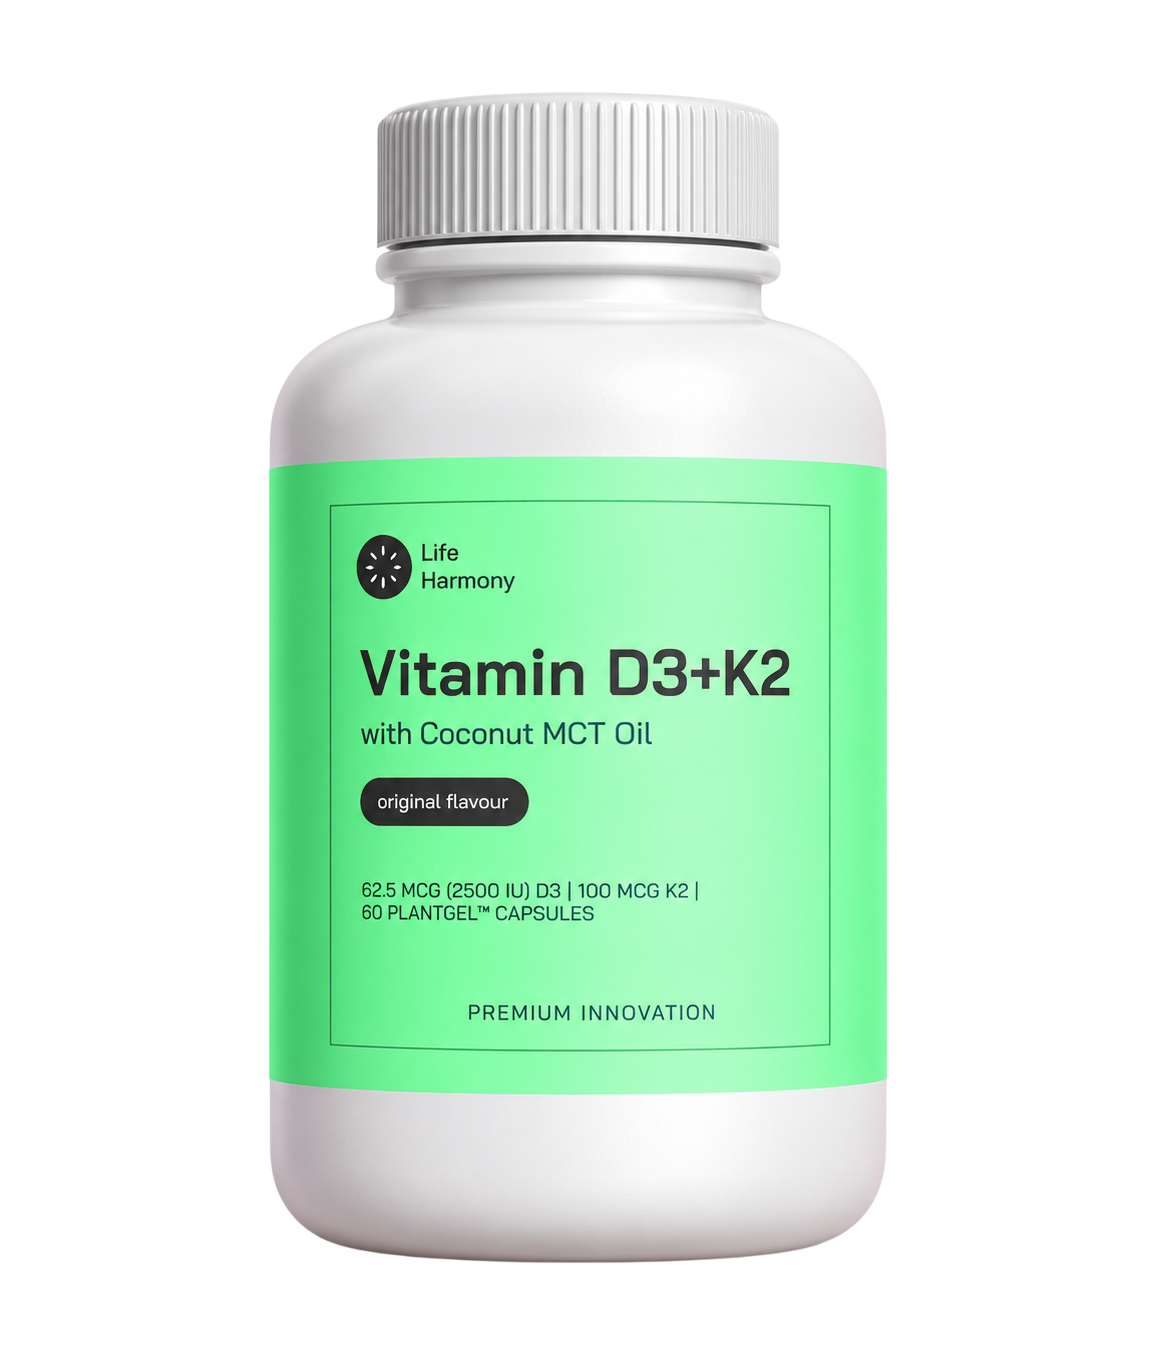 Life
Harmony
Vitamin D3+K2
with Coconut MCT Oil
original flavour
62.5 MCG (2500 IU) D3 | 100 MCG K2 |
60 PLANTGEL™ CAPSULES
PREMIUM INNOVATION